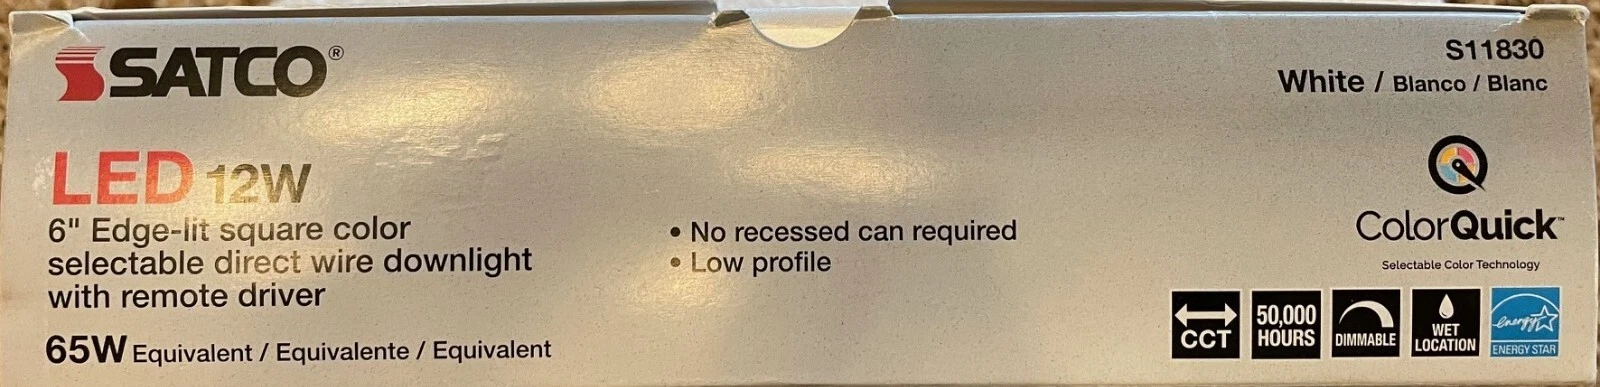 SATCO®
S11830
White / Blanco / Blanc
LED 12W
6" Edge-lit square color
selectable direct wire downlight
with remote driver
65W Equivalent / Equivalente / Equivalent
• No recessed can required
• Low profile
ColorQuick™
Selectable Color Technology
CCT
50,000
HOURS
DIMMABLE
WET
LOCATION
energy
ENERGY STAR